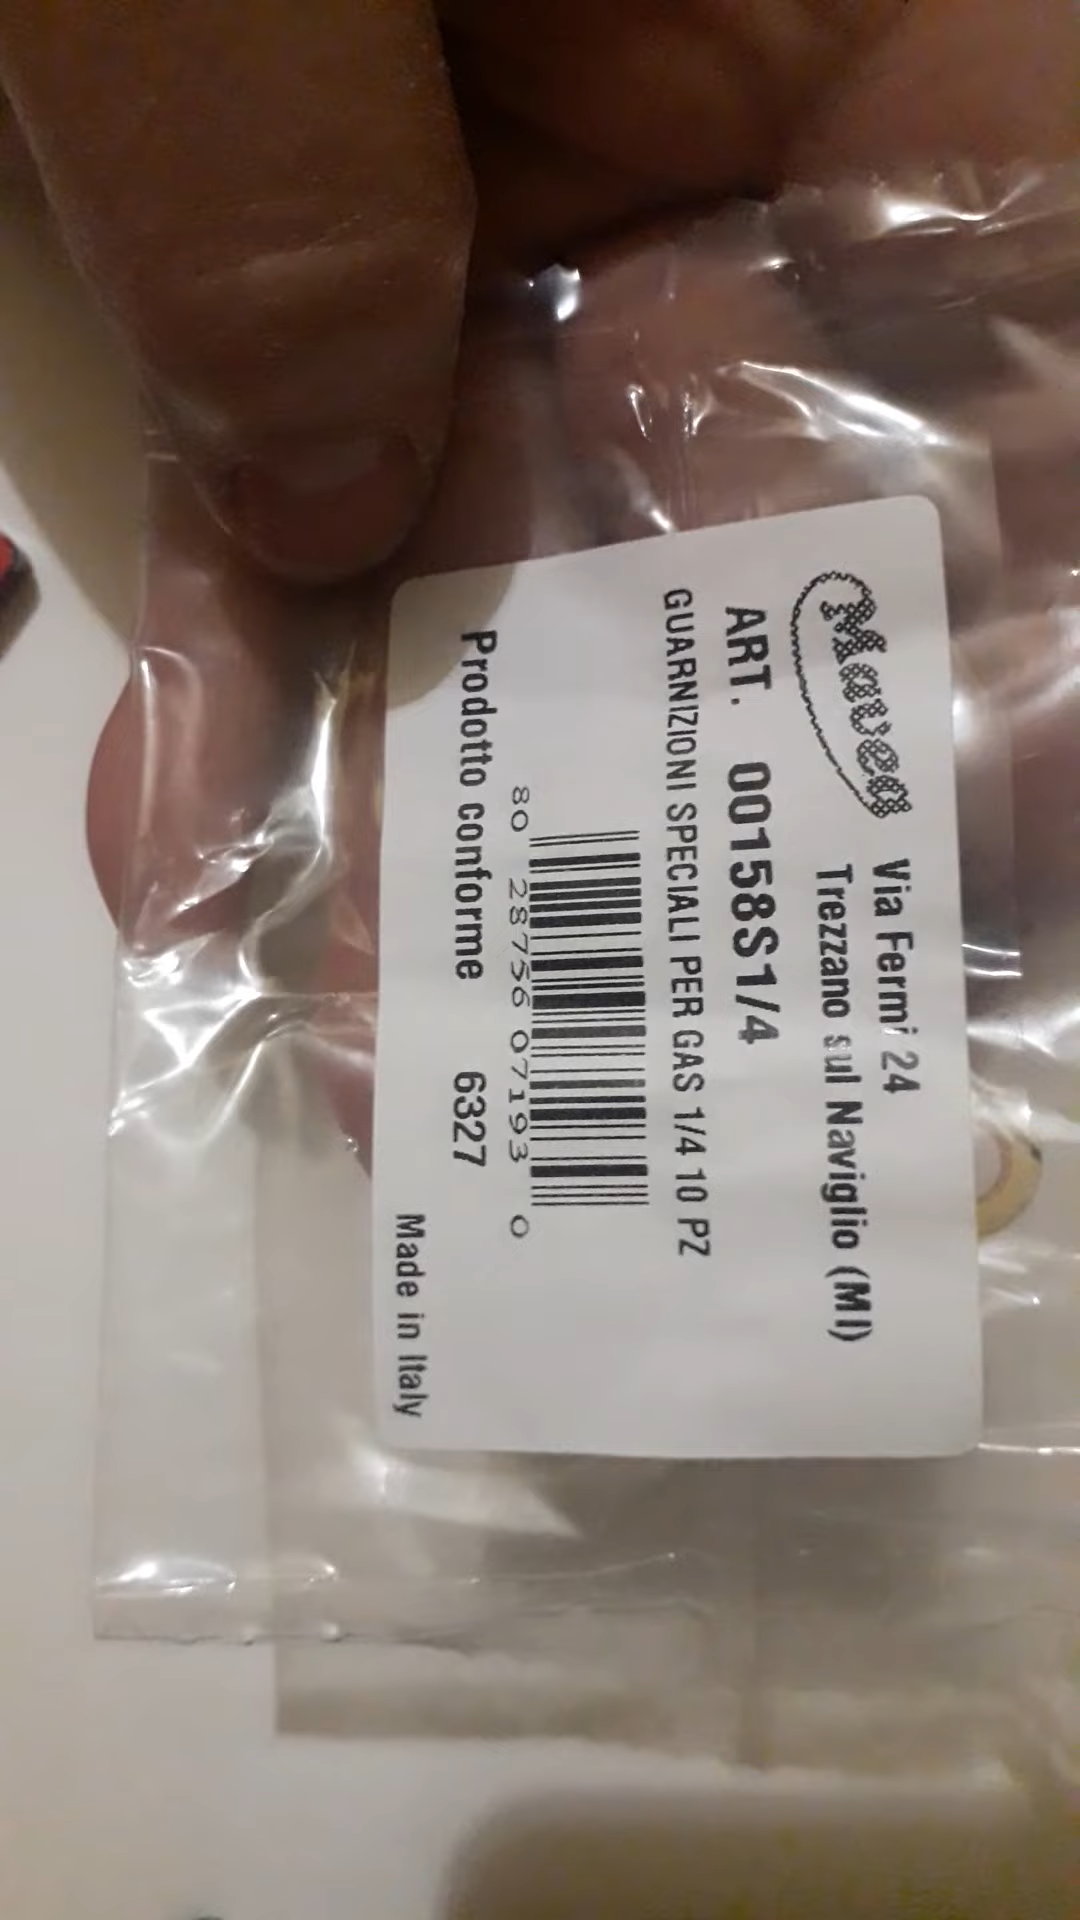 Mavea
Via Fermi 24
Trezzano sul Naviglio (MI)
ART. 00158S1/4
GUARNIZIONI SPECIALI PER GAS 1/4 10 PZ
80 28756 07193 0
Prodotto conforme 6327
Made in Italy